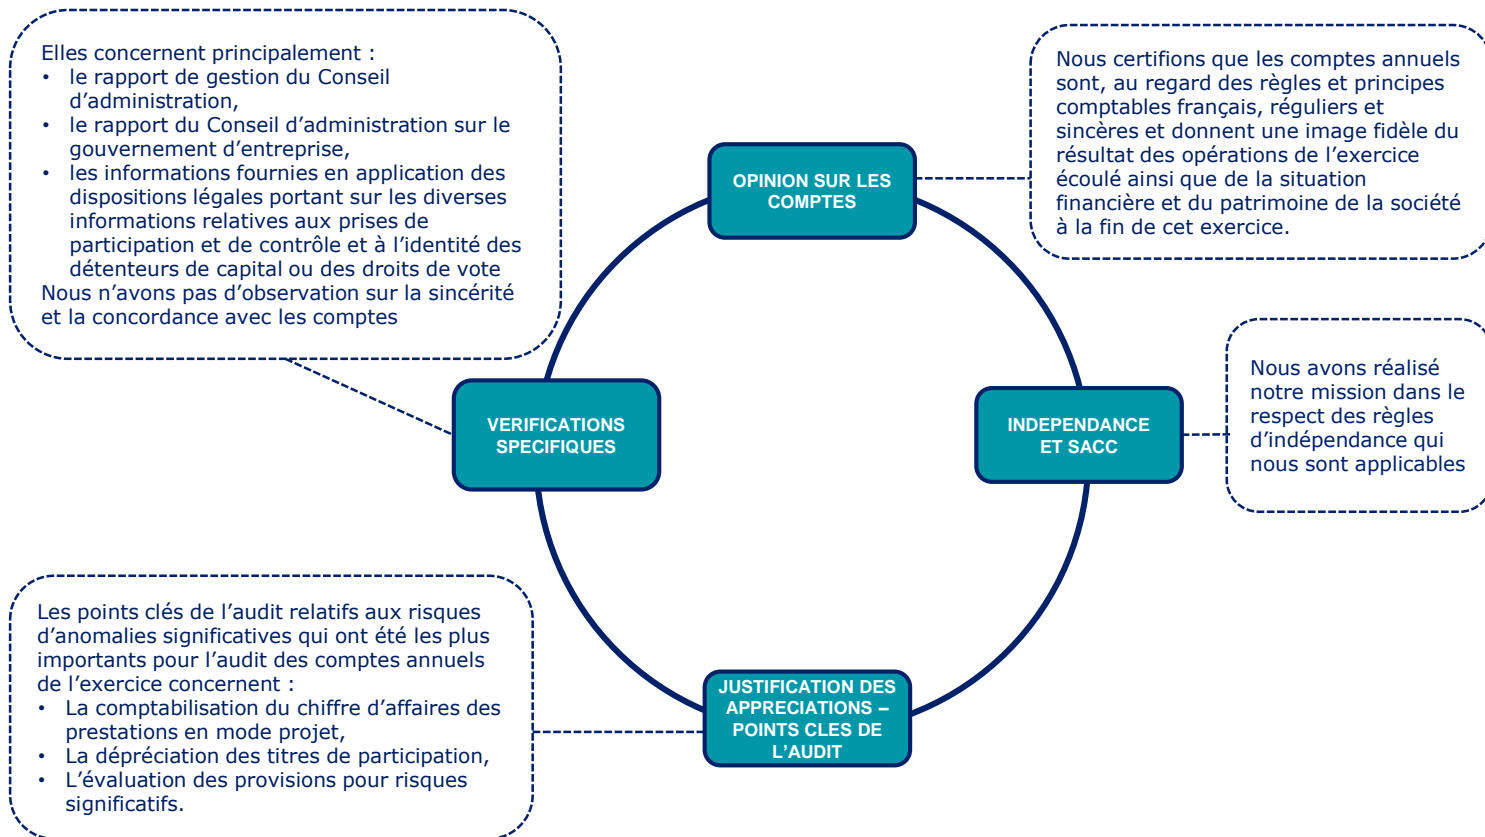 Elles concernent principalement :
• le rapport de gestion du Conseil
d’administration,
• le rapport du Conseil d’administration sur le
gouvernement d’entreprise,
• les informations fournies en application des
dispositions légales portant sur les diverses
informations relatives aux prises de
participation et de contrôle et à l’identité des
détenteurs de capital ou des droits de vote
Nous n’avons pas d’observation sur la sincérité
et la concordance avec les comptes
Nous certifions que les comptes annuels
sont, au regard des règles et principes
comptables français, réguliers et
sincères et donnent une image fidèle du
résultat des opérations de l’exercice
écoulé ainsi que de la situation
financière et du patrimoine de la société
à la fin de cet exercice.
OPINION SUR LES
COMPTES
VERIFICATIONS
SPECIFIQUES
INDEPENDANCE
ET SACC
Nous avons réalisé
notre mission dans le
respect des règles
d’indépendance qui
nous sont applicables
Les points clés de l’audit relatifs aux risques
d’anomalies significatives qui ont été les plus
importants pour l’audit des comptes annuels
de l’exercice concernent :
• La comptabilisation du chiffre d’affaires des
prestations en mode projet,
• La dépréciation des titres de participation,
• L’évaluation des provisions pour risques
significatifs.
JUSTIFICATION DES
APPRECIATIONS –
POINTS CLES DE
L’AUDIT